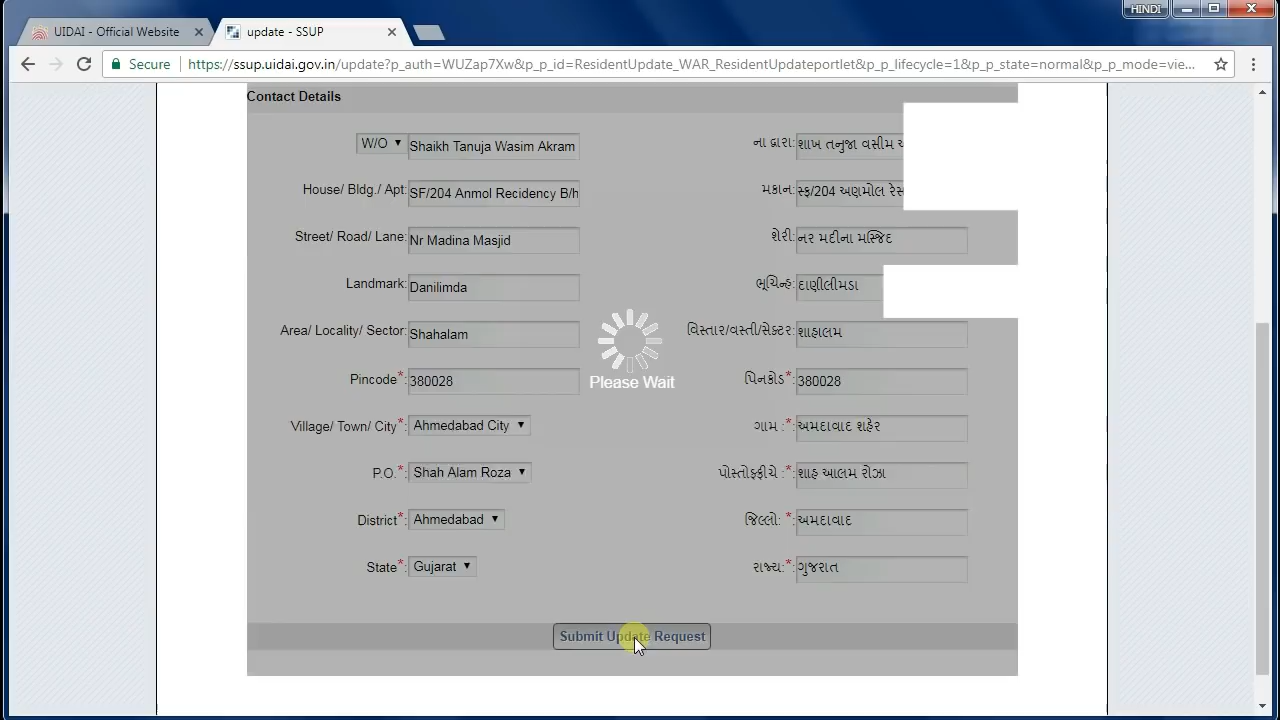 HINDI
UIDAI - Official Website
update - SSUP
Secure https://ssup.uidai.gov.in/update?p_auth=WUZap7Xw&p_p_id=ResidentUpdate_WAR_ResidentUpdateportlet&p_p_lifecycle=1&p_p_state=normal&p_p_mode=vie...
Contact Details
W/O Shaikh Tanuja Wasim Akram ના દ્વારા: શાખ તનુજા વસીમ
House/ Bldg./ Apt: SF/204 Anmol Recidency B/h મકાન: સ્ફ/204 અણમોલ
Street/ Road/ Lane: Nr Madina Masjid શેરી: નર મદીના મસ્જિદ
Landmark: Danilimda ભૂચિન્હ: દાણીલીમડા
Area/ Locality/ Sector: Shahalam વિસ્તાર/વસ્તી/સેક્ટર: શાહાલમ
Please Wait
Pincode*: 380028 પિનકોડ*: 380028
Village/ Town/ City*: Ahmedabad City ગામ :*: અમદાવાદ શહેર
P.O.*: Shah Alam Roza પોસ્ટોફ્ફીચે :*: શાહ આલમ રોઝા
District*: Ahmedabad જિલ્લો: *: અમદાવાદ
State*: Gujarat રાજ્ય:*: ગુજરાત
Submit Update Request